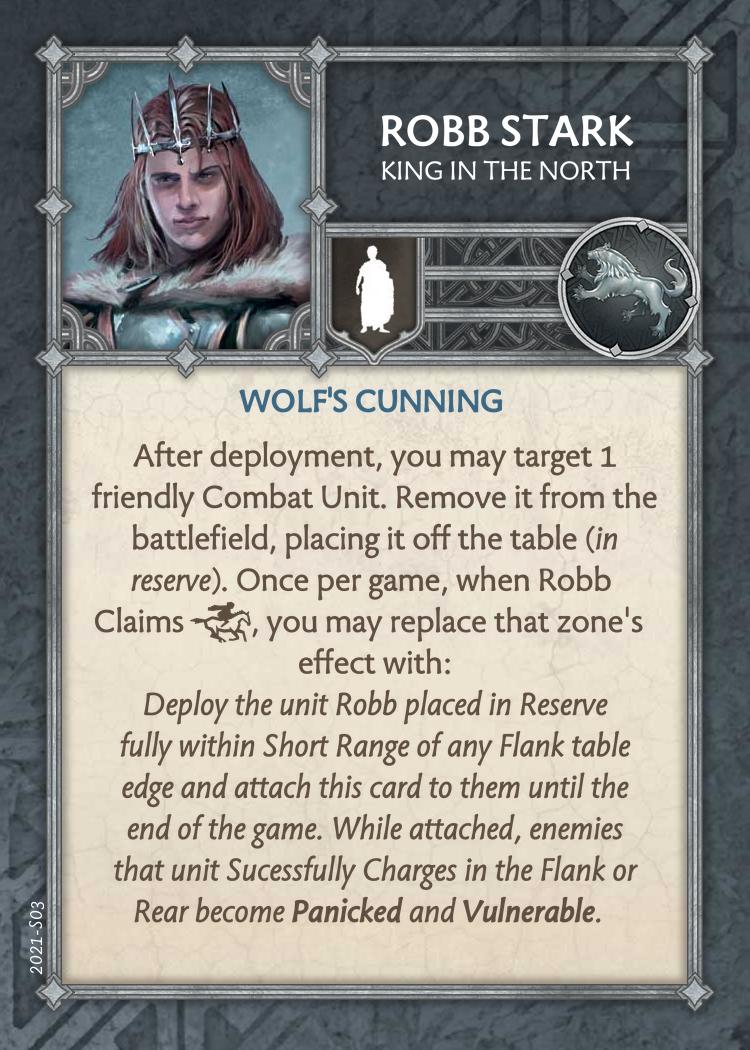 ROBB STARK
KING IN THE NORTH
WOLF'S CUNNING
After deployment, you may target 1
friendly Combat Unit. Remove it from the
battlefield, placing it off the table (in
reserve). Once per game, when Robb
Claims , you may replace that zone's
effect with:
Deploy the unit Robb placed in Reserve
fully within Short Range of any Flank table
edge and attach this card to them until the
end of the game. While attached, enemies
that unit Sucessfully Charges in the Flank or
Rear become Panicked and Vulnerable.
2021-S03